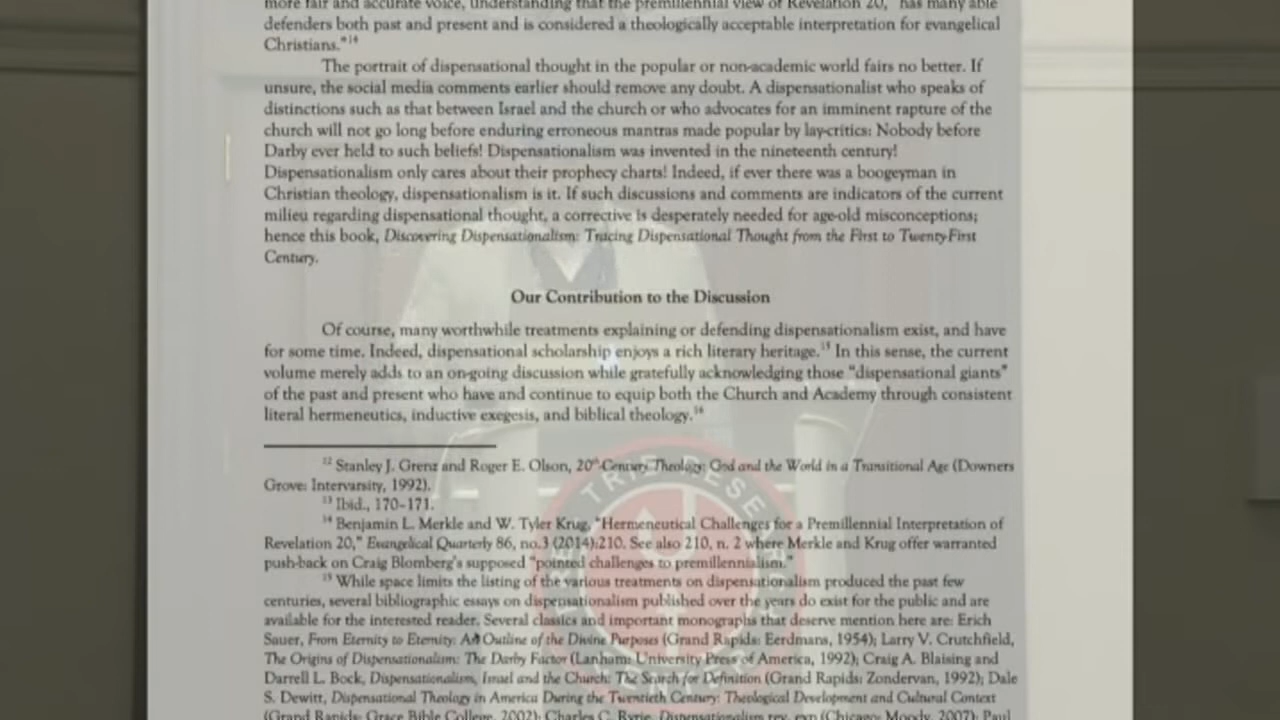 more fair and accurate voice, understanding that the premillennial view of Revelation 20, "has many able
defenders both past and present and is considered a theologically acceptable interpretation for evangelical
Christians."14
The portrait of dispensational thought in the popular or non-academic world fairs no better. If
unsure, the social media comments earlier should remove any doubt. A dispensationalist who speaks of
distinctions such as that between Israel and the church or who advocates for an imminent rapture of the
church will not go long before enduring erroneous mantras made popular by lay-critics: Nobody before
Darby ever held to such beliefs! Dispensationalism was invented in the nineteenth century!
Dispensationalism only cares about their prophecy charts! Indeed, if ever there was a boogeyman in
Christian theology, dispensationalism is it. If such discussions and comments are indicators of the current
milieu regarding dispensational thought, a corrective is desperately needed for age-old misconceptions;
hence this book, Discovering Dispensationalism: Tracing Dispensational Thought from the First to Twenty-First
Century.
Our Contribution to the Discussion
Of course, many worthwhile treatments explaining or defending dispensationalism exist, and have
for some time. Indeed, dispensational scholarship enjoys a rich literary heritage.15 In this sense, the current
volume merely adds to an on-going discussion while gratefully acknowledging those "dispensational giants"
of the past and present who have and continue to equip both the Church and Academy through consistent
literal hermeneutics, inductive exegesis, and biblical theology.16
12 Stanley J. Grenz and Roger E. Olson, 20th Century Theology: God and the World in a Transitional Age (Downers
Grove: Intervarsity, 1992).
13 Ibid., 170–171.
14 Benjamin L. Merkle and W. Tyler Krug, "Hermeneutical Challenges for a Premillennial Interpretation of
Revelation 20," Evangelical Quarterly 86, no.3 (2014):210. See also 210, n. 2 where Merkle and Krug offer warranted
push-back on Craig Blomberg's supposed "pointed challenges to premillennialism."
15 While space limits the listing of the various treatments on dispensationalism produced the past few
centuries, several bibliographic essays on dispensationalism published over the years do exist for the public and are
available for the interested reader. Several classics and important monographs that deserve mention here are: Erich
Sauer, From Eternity to Eternity: An Outline of the Divine Purposes (Grand Rapids: Eerdmans, 1954); Larry V. Crutchfield,
The Origins of Dispensationalism: The Darby Factor (Lanham: University Press of America, 1992); Craig A. Blaising and
Darrell L. Bock, Dispensationalism, Israel and the Church: The Search for Definition (Grand Rapids: Zondervan, 1992); Dale
S. Dewitt, Dispensational Theology in America During the Twentieth Century: Theological Development and Cultural Context
(Grand Rapids: Grace Bible College, 2002); Charles C. Ryrie, Dispensationalism rev. exp (Chicago: Moody, 2007); Paul